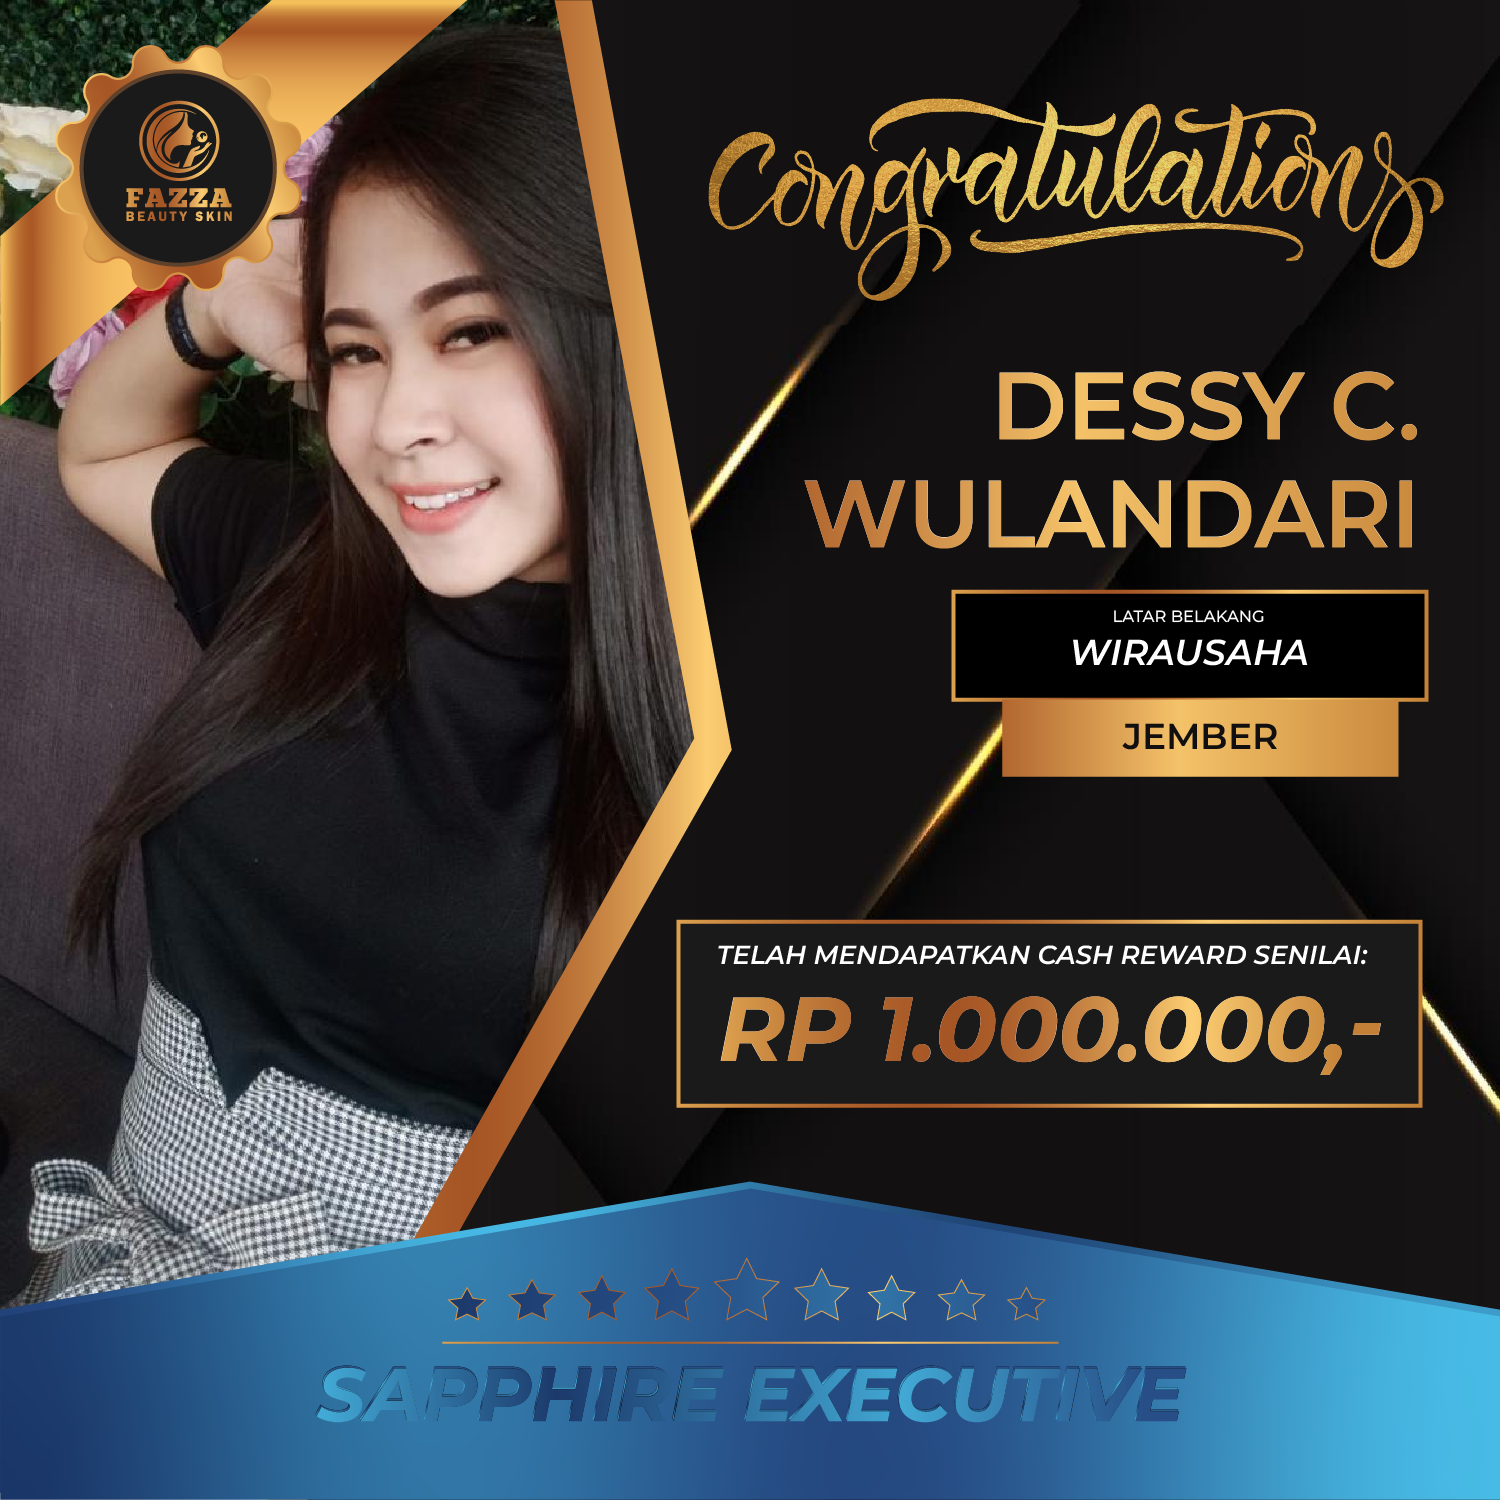 FAZZA
BEAUTY SKIN
Congratulations
DESSY C.
WULANDARI
LATAR BELAKANG
WIRAUSAHA
JEMBER
TELAH MENDAPATKAN CASH REWARD SENILAI:
RP 1.000.000,-
SAPPHIRE EXECUTIVE